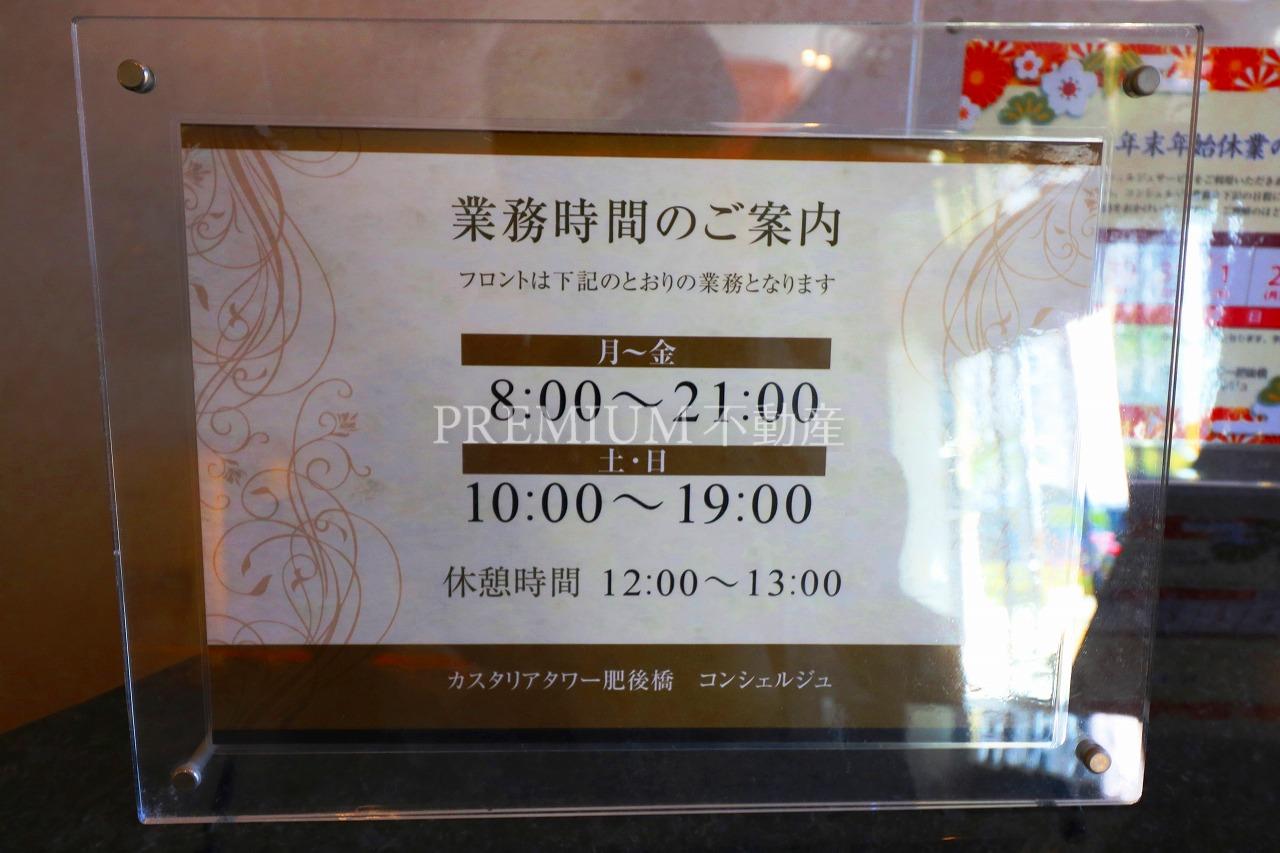 業務時間のご案内
フロントは下記のとおりの業務となります
月～金
8:00～21:00
PREMIUM不動産
土・日
10:00～19:00
休憩時間 12:00～13:00
カスタリアタワー肥後橋 コンシェルジュ
年末年始休業の